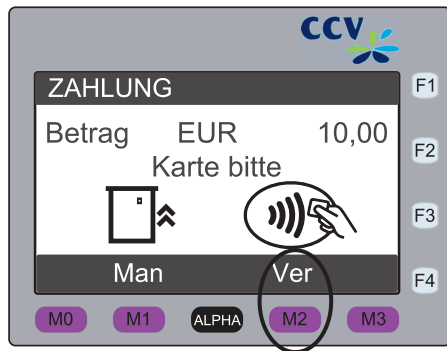 CCV
ZAHLUNG
F1
Betrag EUR 10,00
F2
Karte bitte
F3
Man Ver
F4
M0 M1 ALPHA M2 M3